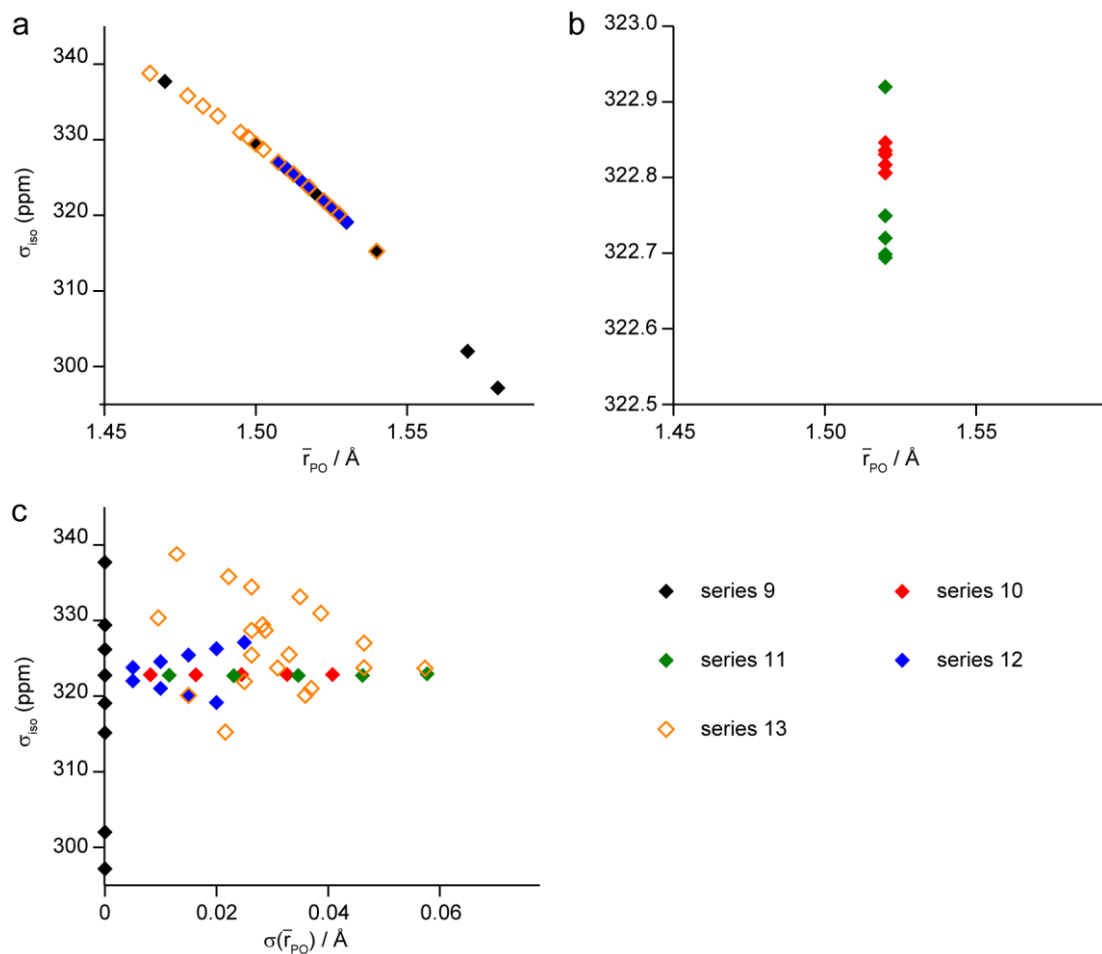 a
340
330
320
310
300
σiso (ppm)
1.45 1.50 1.55
r̄PO / Å
b
323.0
322.9
322.8
322.7
322.6
322.5
1.45 1.50 1.55
r̄PO / Å
c
340
330
320
310
300
σiso (ppm)
0 0.02 0.04 0.06
σ(r̄PO) / Å
series 9 series 10
series 11 series 12
series 13